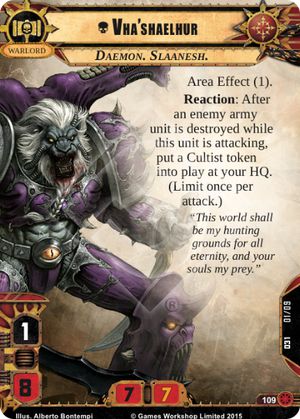 Vha'shaelhur
WARLORD
Daemon. Slaanesh.
Area Effect (1).
Reaction: After
an enemy army
unit is destroyed while
this unit is attacking,
put a Cultist token
into play at your HQ.
(Limit once per
attack.)
"This world shall
be my hunting
grounds for all
eternity, and your
souls my prey."
1
8
7 7
031 01/09
109
Illus. Alberto Bontempi
© Games Workshop Limited 2015